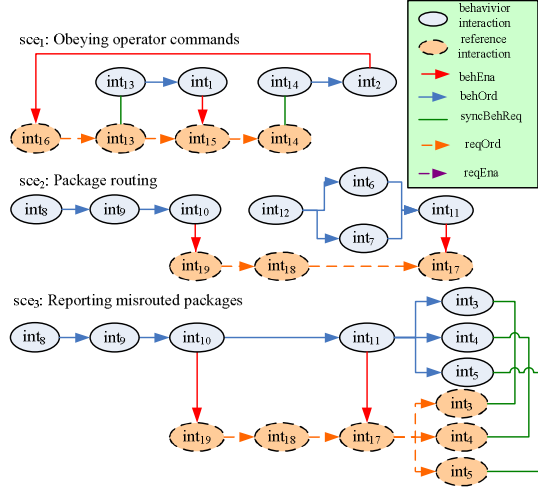 behavivior
interaction
reference
interaction
behEna
behOrd
syncBehReq
reqOrd
reqEna
sce1: Obeying operator commands
int13 int1 int14 int2
int16 int13 int15 int14
sce2: Package routing
int6
int8 int9 int10 int12 int11
int7
int19 int18 int17
sce3: Reporting misrouted packages
int3
int8 int9 int10 int11 int4
int5
int3
int19 int18 int17 int4
int5